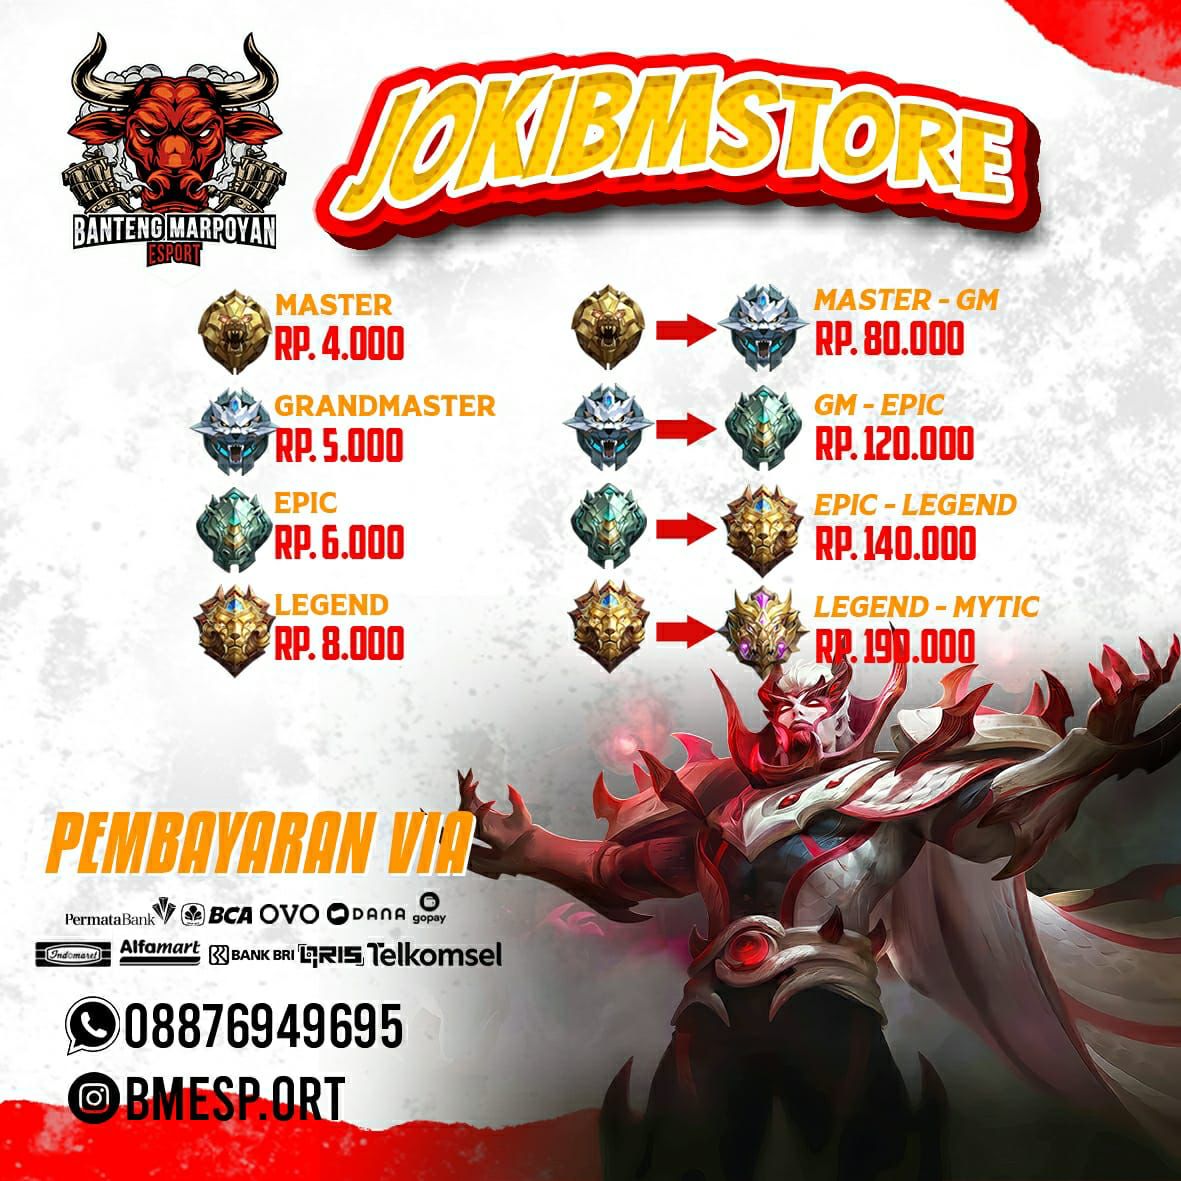 JOKIBMSTORE
BANTENG MARPOYAN
ESPORT
MASTER
RP. 4.000
GRANDMASTER
RP. 5.000
EPIC
RP. 6.000
LEGEND
RP. 8.000
MASTER - GM
RP. 80.000
GM - EPIC
RP. 120.000
EPIC - LEGEND
RP. 140.000
LEGEND - MYTIC
RP. 190.000
PEMBAYARAN VIA
PermataBank BCA OVO DANA gopay
Indomaret Alfamart BANK BRI QRIS Telkomsel
08876949695
BMESP.ORT